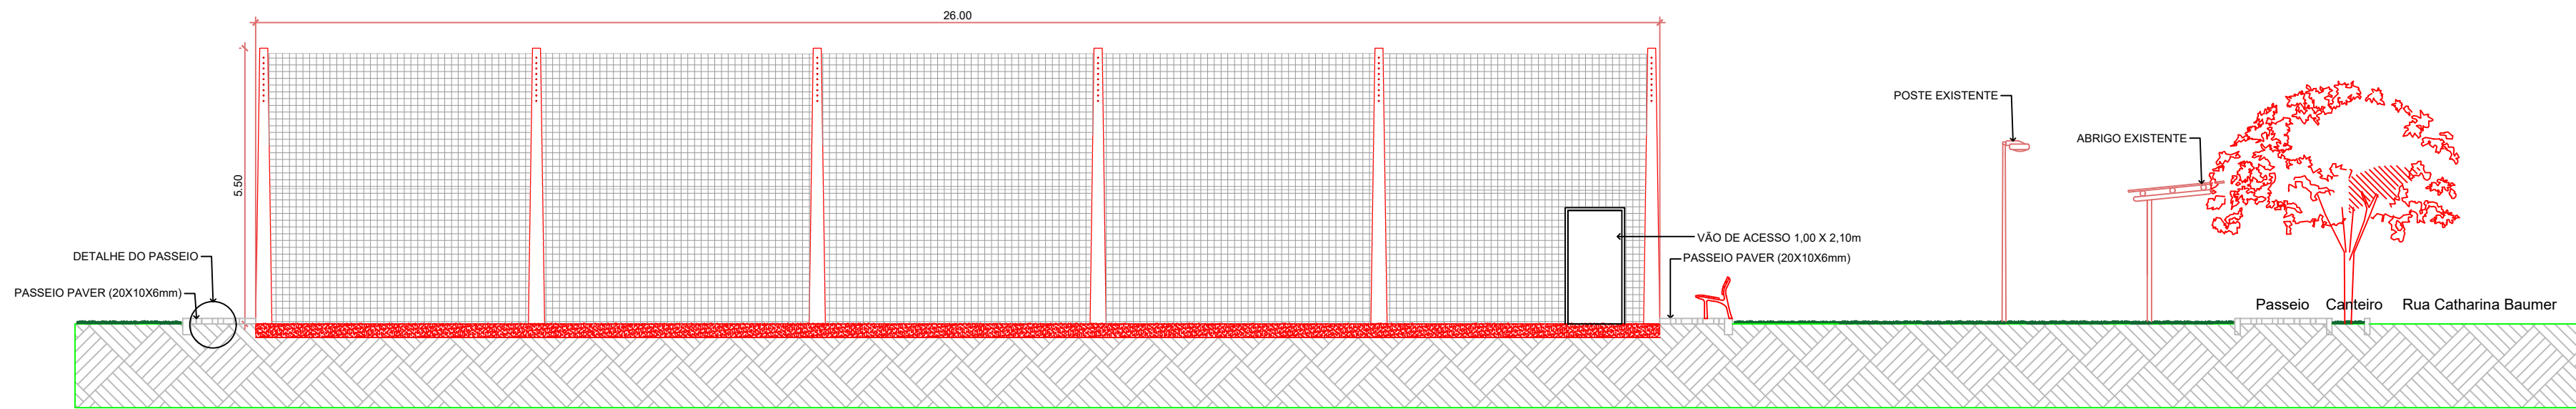 26.00
5.50
POSTE EXISTENTE
ABRIGO EXISTENTE
VÃO DE ACESSO 1,00 X 2,10m
DETALHE DO PASSEIO
PASSEIO PAVER (20X10X6mm)
PASSEIO PAVER (20X10X6mm)
Passeio Canteiro Rua Catharina Baumer